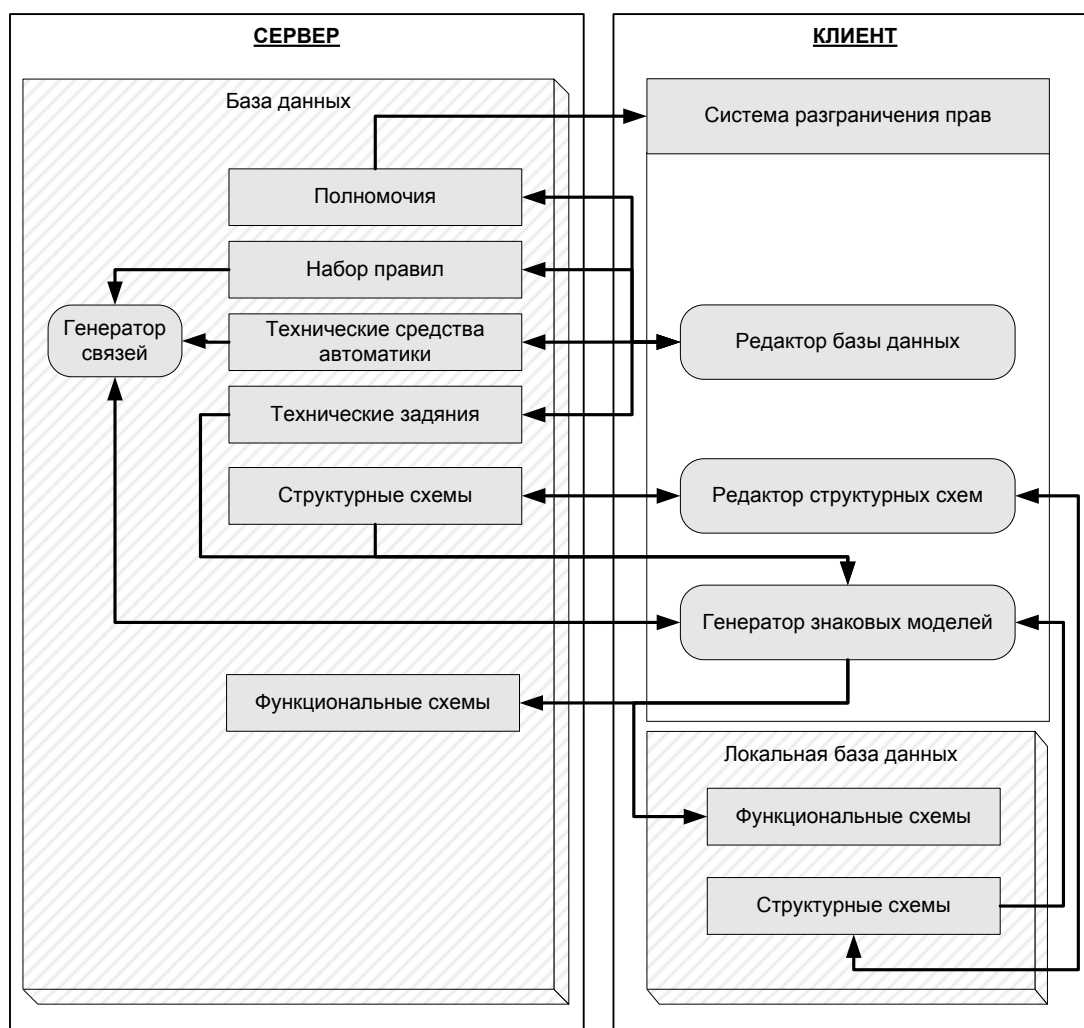 СЕРВЕР
База данных
Полномочия
Набор правил
Генератор
связей
Технические средства
автоматики
Технические задяния
Структурные схемы
Функциональные схемы
КЛИЕНТ
Система разграничения прав
Редактор базы данных
Редактор структурных схем
Генератор знаковых моделей
Локальная база данных
Функциональные схемы
Структурные схемы